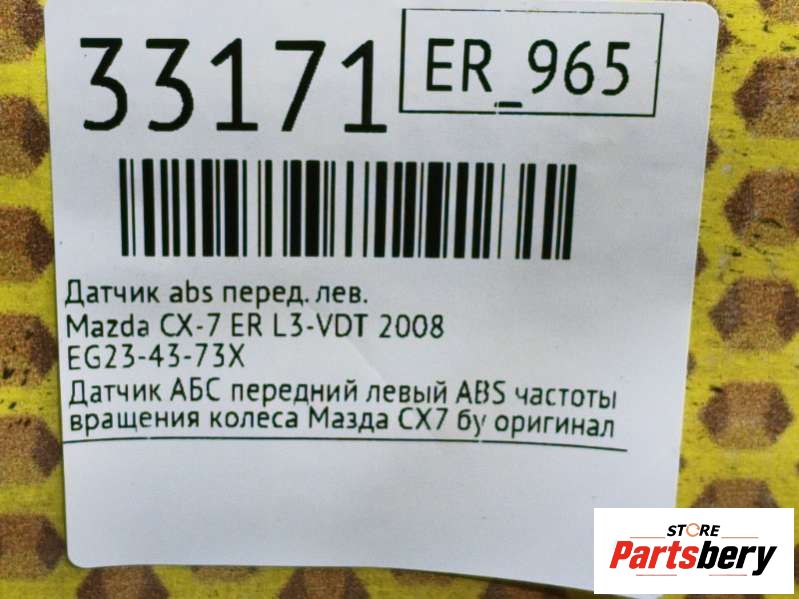 33171
ER_965
Датчик abs перед. лев.
Mazda CX-7 ER L3-VDT 2008
EG23-43-73X
Датчик АБС передний левый ABS частоты
вращения колеса Мазда СХ7 бу оригинал
STORE
Partsbery